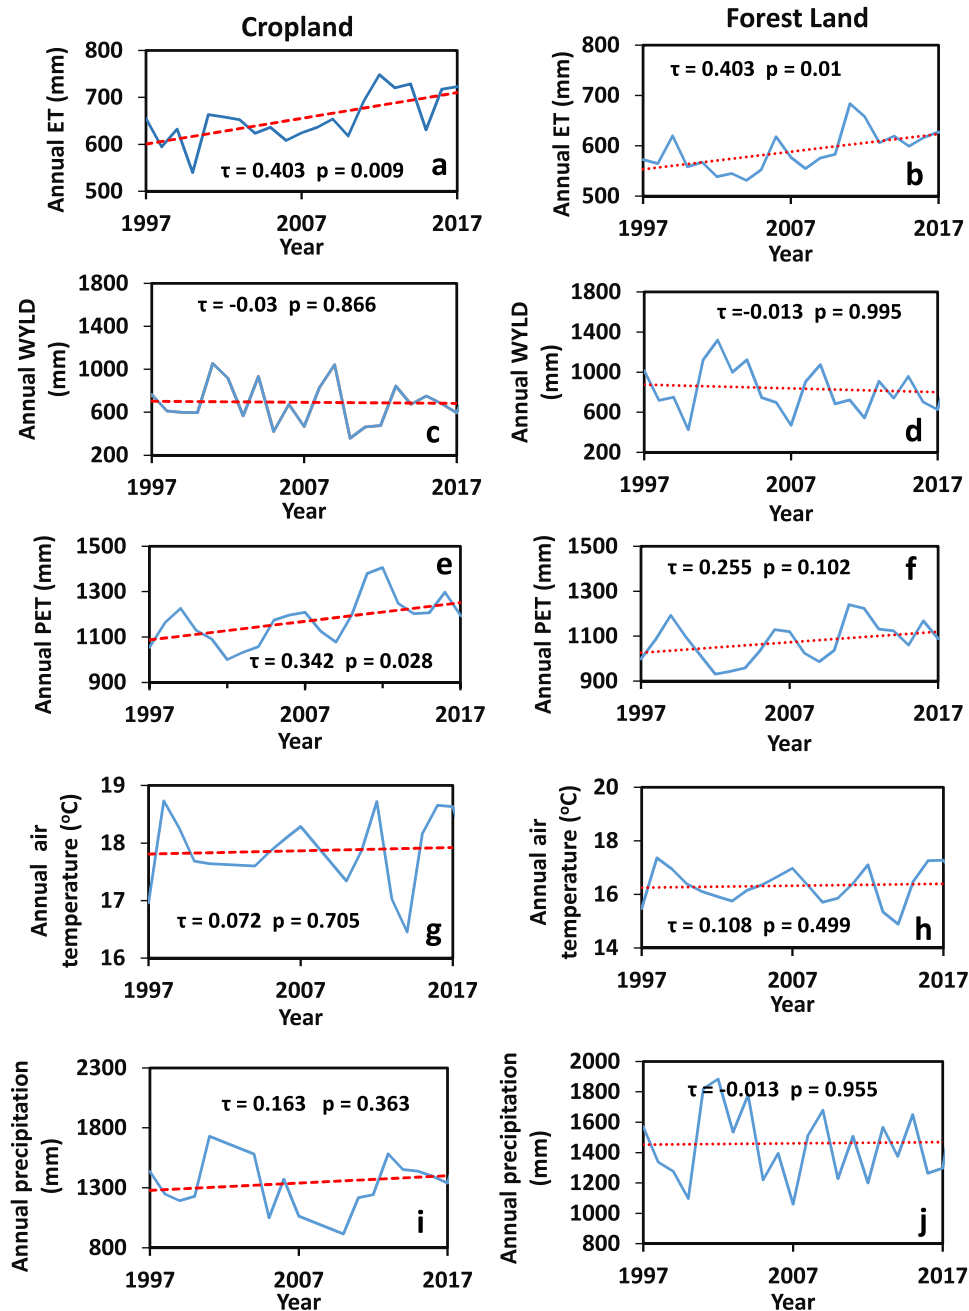 Cropland
Forest Land
Annual ET (mm)
800
700
600
500
τ = 0.403 p = 0.009
a
1997
2007
2017
Year
Annual ET (mm)
800
700
600
500
τ = 0.403 p = 0.01
b
1997
2007
2017
Year
Annual WYLD
(mm)
1800
1400
1000
600
200
τ = -0.03 p = 0.866
c
1997
2007
2017
Year
Annual WYLD
(mm)
1800
1400
1000
600
200
τ =-0.013 p = 0.995
d
1997
2007
2017
Year
Annual PET (mm)
1500
1300
1100
900
e
τ = 0.342 p = 0.028
1997
2007
2017
Year
Annual PET (mm)
1500
1300
1100
900
τ = 0.255 p = 0.102
f
1997
2007
2017
Year
Annual air
temperature (°C)
19
18
17
16
τ = 0.072 p = 0.705
g
1997
2007
2017
Year
Annual air
temperature (°C)
20
18
16
14
τ = 0.108 p = 0.499
h
1997
2007
2017
Year
Annual precipitation
(mm)
2300
1800
1300
800
τ = 0.163 p = 0.363
i
1997
2007
2017
Year
Annual precipitation
(mm)
2000
1800
1600
1400
1200
1000
800
τ = -0.013 p = 0.955
j
1997
2007
2017
Year